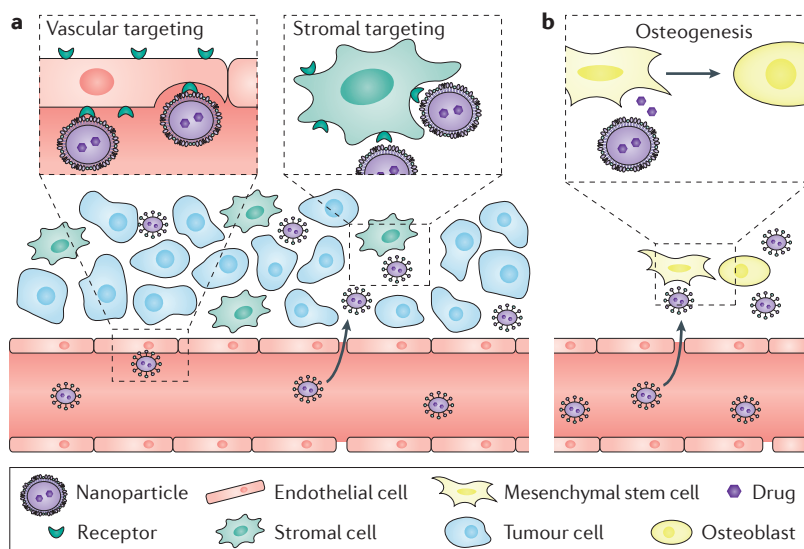 a
Vascular targeting
Stromal targeting
b
Osteogenesis
Nanoparticle
Endothelial cell
Mesenchymal stem cell
Drug
Receptor
Stromal cell
Tumour cell
Osteoblast